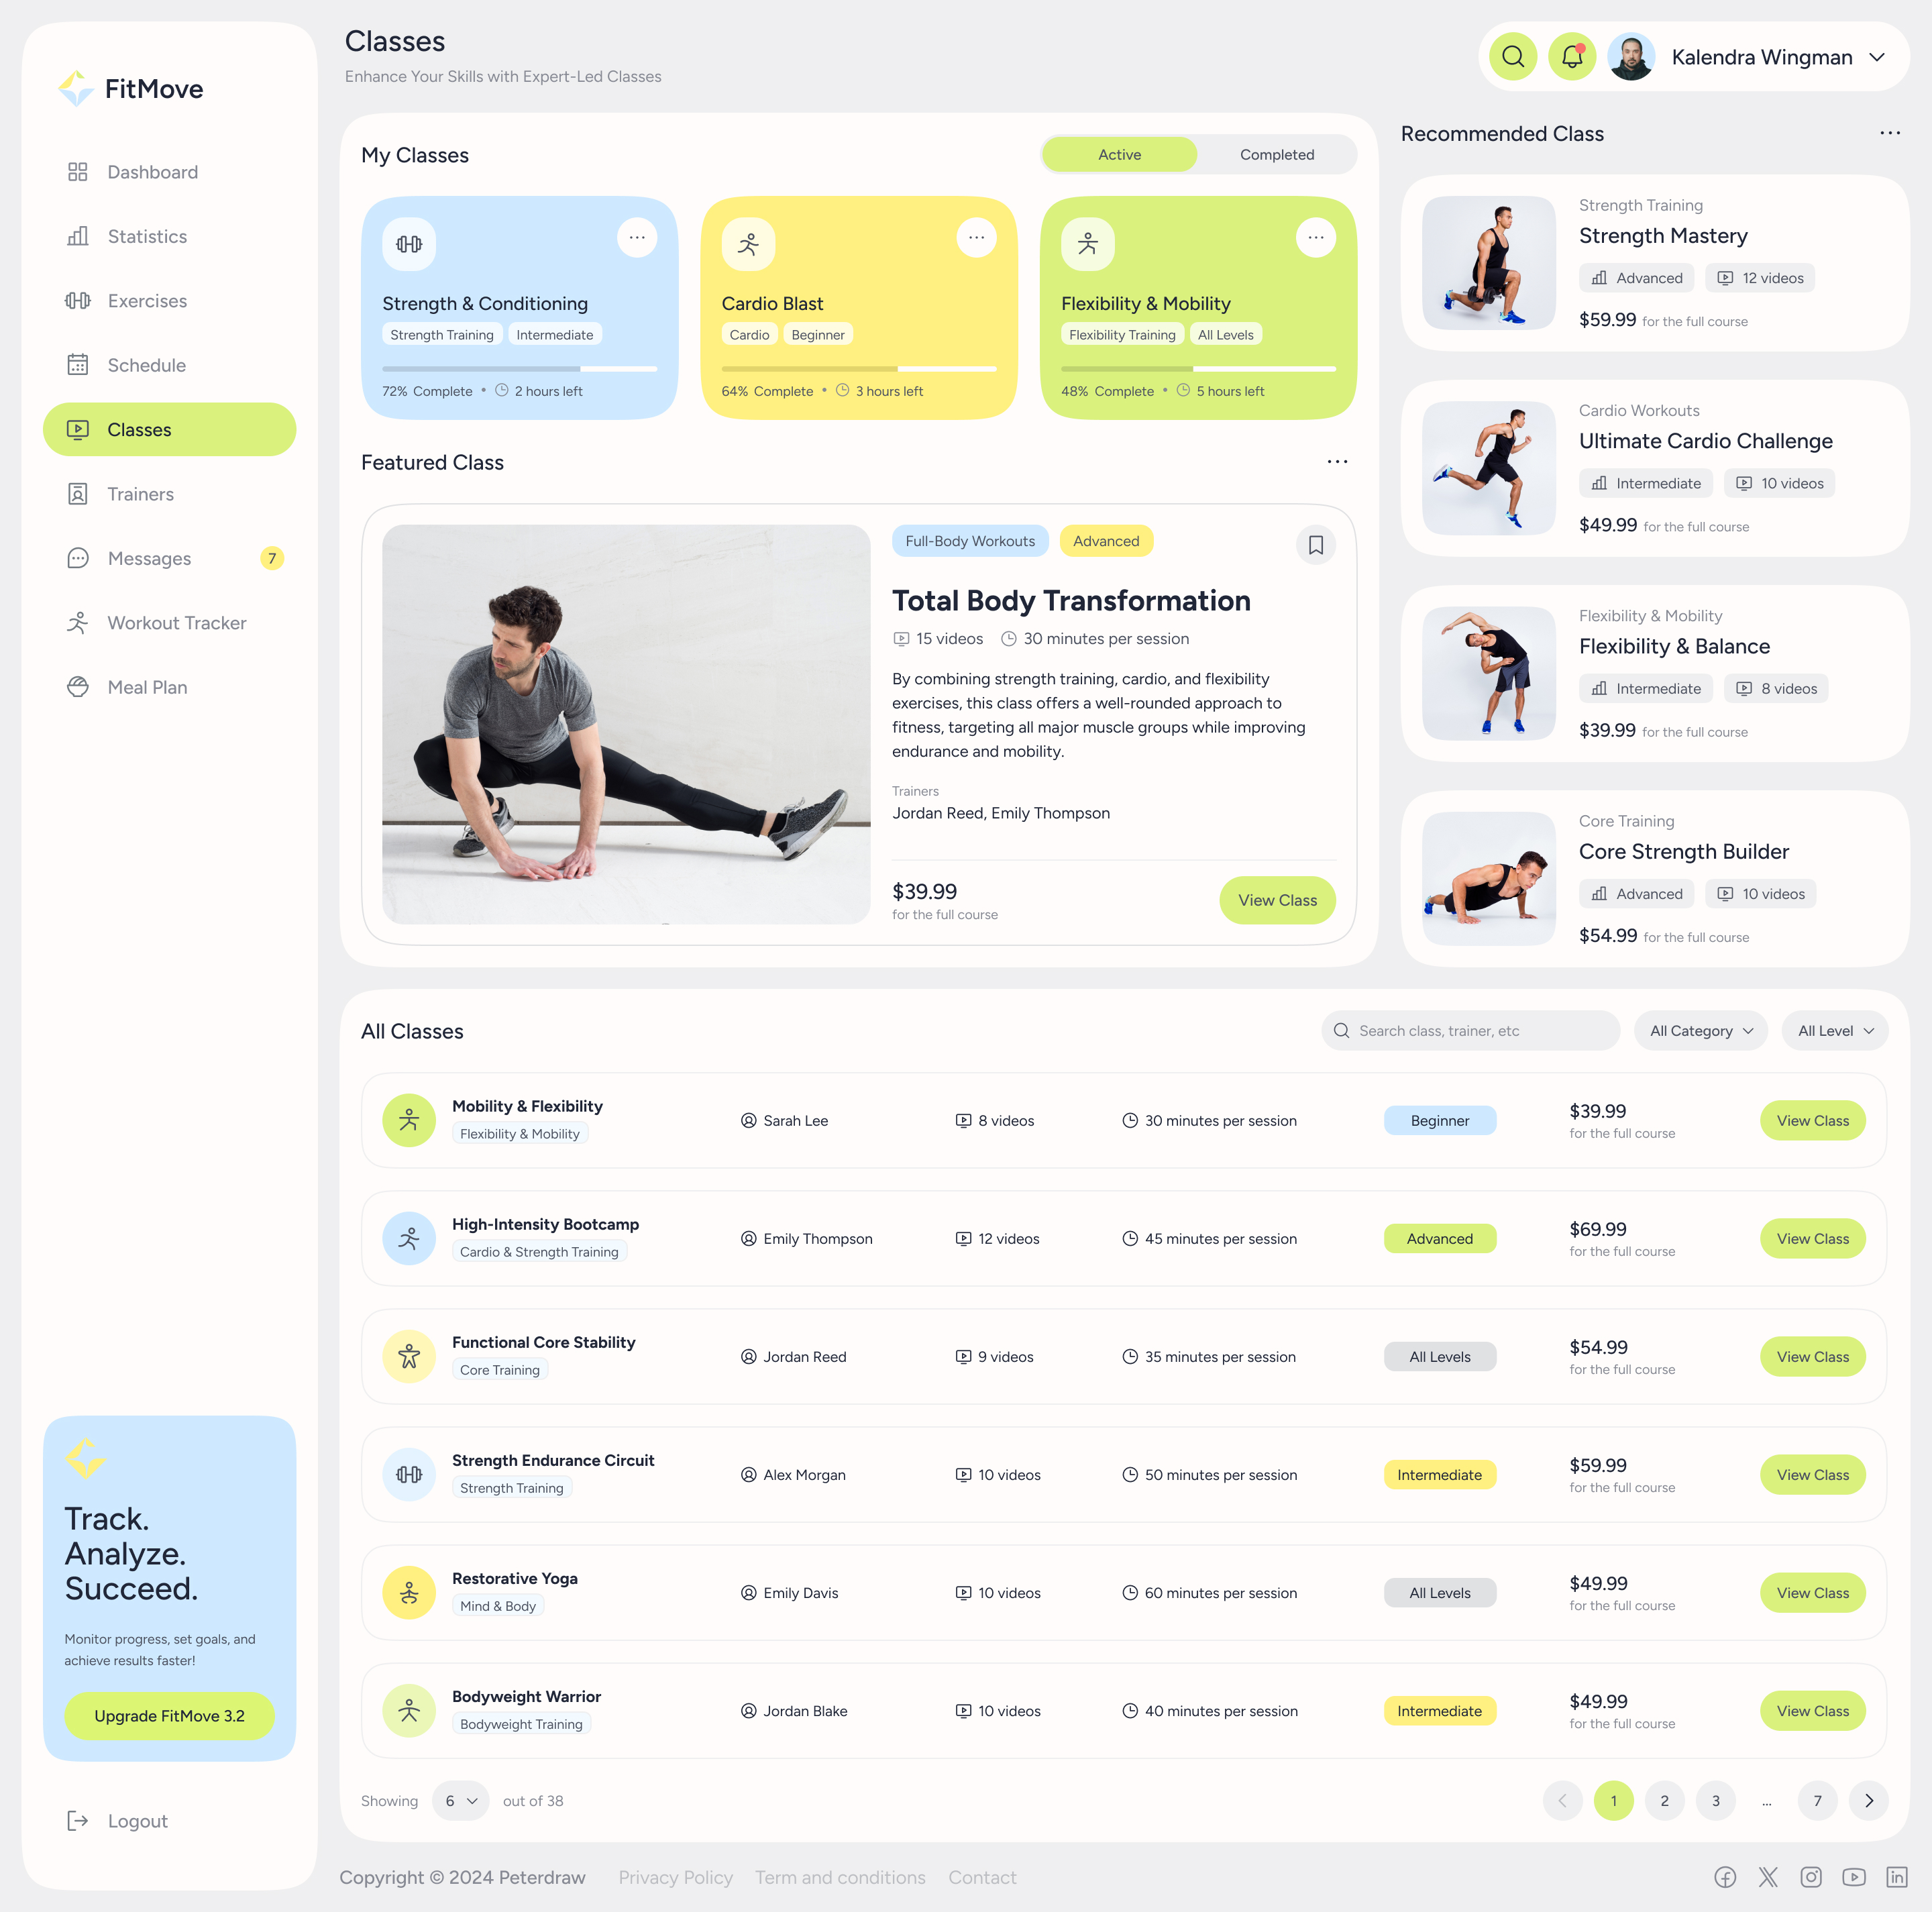 FitMove
Dashboard
Statistics
Exercises
Schedule
Classes
Trainers
Messages
7
Workout Tracker
Meal Plan
Track.
Analyze.
Succeed.
Monitor progress, set goals, and
achieve results faster!
Upgrade FitMove 3.2
Logout
Classes
Enhance Your Skills with Expert-Led Classes
Kalendra Wingman
My Classes
Active
Completed
Strength & Conditioning
Strength Training
Intermediate
72% Complete • 2 hours left
Cardio Blast
Cardio
Beginner
64% Complete • 3 hours left
Flexibility & Mobility
Flexibility Training
All Levels
48% Complete • 5 hours left
Featured Class
Full-Body Workouts
Advanced
Total Body Transformation
15 videos
30 minutes per session
By combining strength training, cardio, and flexibility
exercises, this class offers a well-rounded approach to
fitness, targeting all major muscle groups while improving
endurance and mobility.
Trainers
Jordan Reed, Emily Thompson
$39.99
for the full course
View Class
Recommended Class
Strength Training
Strength Mastery
Advanced
12 videos
$59.99 for the full course
Cardio Workouts
Ultimate Cardio Challenge
Intermediate
10 videos
$49.99 for the full course
Flexibility & Mobility
Flexibility & Balance
Intermediate
8 videos
$39.99 for the full course
Core Training
Core Strength Builder
Advanced
10 videos
$54.99 for the full course
All Classes
Search class, trainer, etc
All Category
All Level
Mobility & Flexibility
Flexibility & Mobility
Sarah Lee
8 videos
30 minutes per session
Beginner
$39.99
for the full course
View Class
High-Intensity Bootcamp
Cardio & Strength Training
Emily Thompson
12 videos
45 minutes per session
Advanced
$69.99
for the full course
View Class
Functional Core Stability
Core Training
Jordan Reed
9 videos
35 minutes per session
All Levels
$54.99
for the full course
View Class
Strength Endurance Circuit
Strength Training
Alex Morgan
10 videos
50 minutes per session
Intermediate
$59.99
for the full course
View Class
Restorative Yoga
Mind & Body
Emily Davis
10 videos
60 minutes per session
All Levels
$49.99
for the full course
View Class
Bodyweight Warrior
Bodyweight Training
Jordan Blake
10 videos
40 minutes per session
Intermediate
$49.99
for the full course
View Class
Showing 6 out of 38
1 2 3 ... 7
Copyright © 2024 Peterdraw
Privacy Policy
Term and conditions
Contact